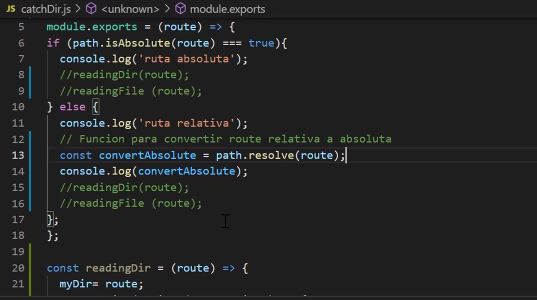 catchDir.js > <unknown> > module.exports
5 module.exports = (route) => {
6 if (path.isAbsolute(route) === true){
7 console.log('ruta absoluta');
8 //readingDir(route);
9 //readingFile (route);
10 } else {
11 console.log('ruta relativa');
12 // Funcion para convertir route relativa a absoluta
13 const convertAbsolute = path.resolve(route);
14 console.log(convertAbsolute);
15 //readingDir(route);
16 //readingFile (route);
17 };
18 };
19
20 const readingDir = (route) => {
21 myDir= route;